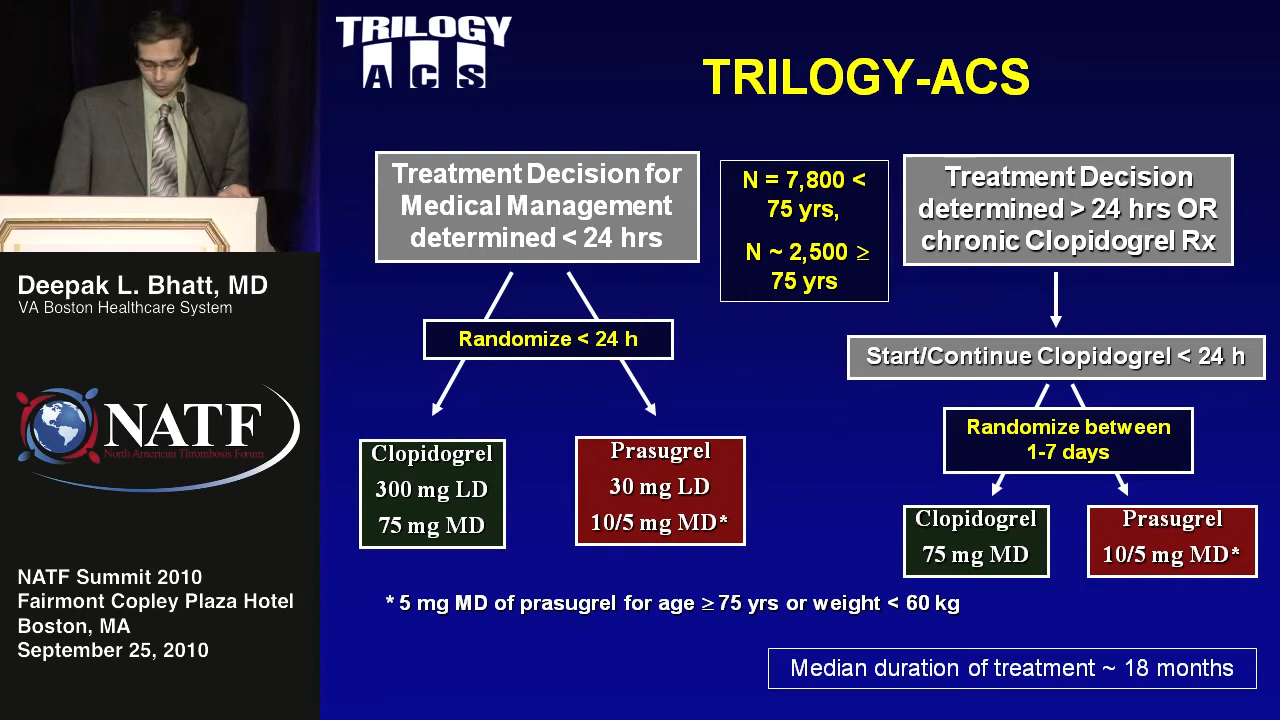 TRILOGY
ACS
TRILOGY-ACS
Treatment Decision for
Medical Management
determined < 24 hrs
N = 7,800 <
75 yrs,
N ~ 2,500 ≥
75 yrs
Treatment Decision
determined > 24 hrs OR
chronic Clopidogrel Rx
Randomize < 24 h
Start/Continue Clopidogrel < 24 h
Randomize between
1-7 days
Clopidogrel
300 mg LD
75 mg MD
Prasugrel
30 mg LD
10/5 mg MD*
Clopidogrel
75 mg MD
Prasugrel
10/5 mg MD*
* 5 mg MD of prasugrel for age ≥ 75 yrs or weight < 60 kg
Median duration of treatment ~ 18 months
Deepak L. Bhatt, MD
VA Boston Healthcare System
NATF
North American Thrombosis Forum
NATF Summit 2010
Fairmont Copley Plaza Hotel
Boston, MA
September 25, 2010